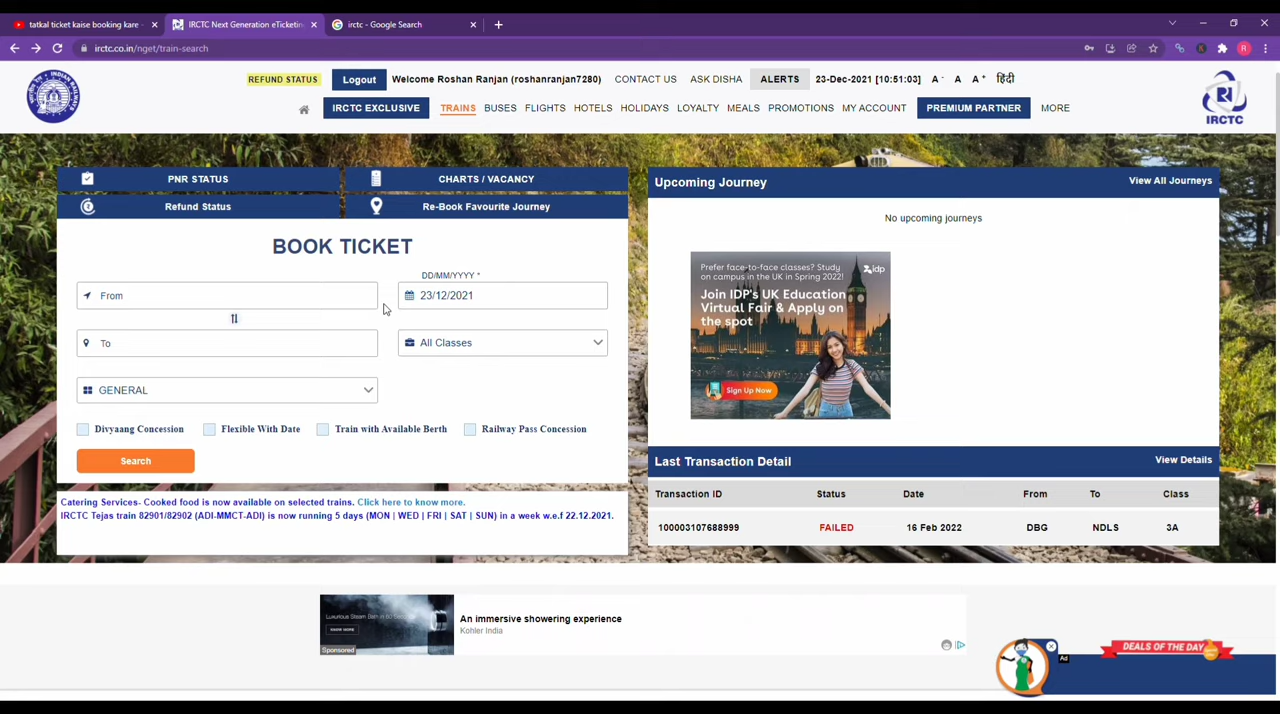 tatkal ticket kaise booking kare -
IRCTC Next Generation eTicketing
irctc - Google Search
irctc.co.in/nget/train-search
R
INDIAN RAILWAYS
REFUND STATUS
Logout
Welcome Roshan Ranjan (roshanranjan7280)
CONTACT US
ASK DISHA
ALERTS
23-Dec-2021 [10:51:03]
A-
A
A+
हिंदी
IRCTC
IRCTC EXCLUSIVE
TRAINS
BUSES
FLIGHTS
HOTELS
HOLIDAYS
LOYALTY
MEALS
PROMOTIONS
MY ACCOUNT
PREMIUM PARTNER
MORE
PNR STATUS
CHARTS / VACANCY
Refund Status
Re-Book Favourite Journey
BOOK TICKET
DD/MM/YYYY *
From
23/12/2021
To
All Classes
GENERAL
Divyaang Concession
Flexible With Date
Train with Available Berth
Railway Pass Concession
Search
Catering Services- Cooked food is now available on selected trains. Click here to know more.
IRCTC Tejas train 82901/82902 (ADI-MMCT-ADI) is now running 5 days (MON | WED | FRI | SAT | SUN) in a week w.e.f 22.12.2021.
Upcoming Journey
View All Journeys
No upcoming journeys
Prefer face-to-face classes? Study
on campus in the UK in Spring 2022!
idp
Join IDP's UK Education
Virtual Fair & Apply on
the spot
Sign Up Now
Last Transaction Detail
View Details
Transaction ID
Status
Date
From
To
Class
100003107688999
FAILED
16 Feb 2022
DBG
NDLS
3A
Sponsored
An immersive showering experience
Kohler India
Ad
DEALS OF THE DAY